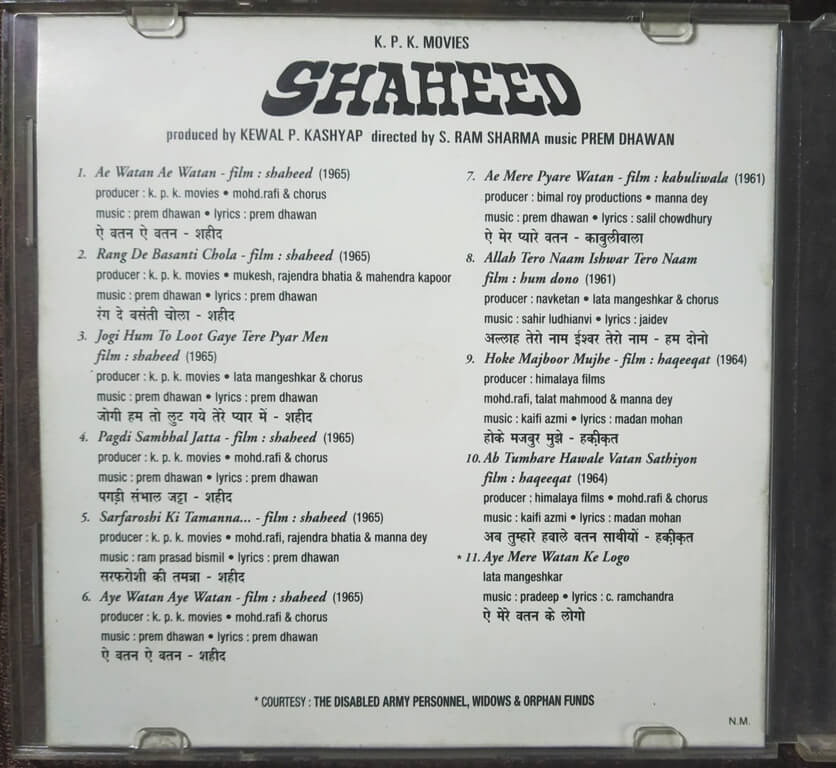 K. P. K. MOVIES
SHAHEED
produced by KEWAL P. KASHYAP directed by S. RAM SHARMA music PREM DHAWAN
1. Ae Watan Ae Watan - film : shaheed (1965)
producer : k. p. k. movies • mohd.rafi & chorus
music : prem dhawan • lyrics : prem dhawan
ऐ वतन ऐ वतन - शहीद
2. Rang De Basanti Chola - film : shaheed (1965)
producer : k. p. k. movies • mukesh, rajendra bhatia & mahendra kapoor
music : prem dhawan • lyrics : prem dhawan
रंग दे बसंती चोला - शहीद
3. Jogi Hum To Loot Gaye Tere Pyar Men
film : shaheed (1965)
producer : k. p. k. movies • lata mangeshkar & chorus
music : prem dhawan • lyrics : prem dhawan
जोगी हम तो लुट गये तेरे प्यार में - शहीद
4. Pagdi Sambhal Jatta - film : shaheed (1965)
producer : k. p. k. movies • mohd.rafi & chorus
music : prem dhawan • lyrics : prem dhawan
पगड़ी संभाल जट्टा - शहीद
5. Sarfaroshi Ki Tamanna... - film : shaheed (1965)
producer : k. p. k. movies • mohd.rafi, rajendra bhatia & manna dey
music : ram prasad bismil • lyrics : prem dhawan
सरफरोशी की तमन्ना - शहीद
6. Aye Watan Aye Watan - film : shaheed (1965)
producer : k. p. k. movies • mohd.rafi & chorus
music : prem dhawan • lyrics : prem dhawan
ऐ वतन ऐ वतन - शहीद
7. Ae Mere Pyare Watan - film : kabuliwala (1961)
producer : bimal roy productions • manna dey
music : prem dhawan • lyrics : salil chowdhury
ऐ मेर प्यारे वतन - काबुलीवाला
8. Allah Tero Naam Ishwar Tero Naam
film : hum dono (1961)
producer : navketan • lata mangeshkar & chorus
music : sahir ludhianvi • lyrics : jaidev
अल्लाह तेरो नाम ईश्वर तेरो नाम - हम दोनो
9. Hoke Majboor Mujhe - film : haqeeqat (1964)
producer : himalaya films
mohd.rafi, talat mahmood & manna dey
music : kaifi azmi • lyrics : madan mohan
होके मजबुर मुझे - हकी़कृत
10. Ab Tumhare Hawale Vatan Sathiyon
film : haqeeqat (1964)
producer : himalaya films • mohd.rafi & chorus
music : kaifi azmi • lyrics : madan mohan
अब तुम्हारे हवाले वतन साथीयों - हकी़कृत
* 11. Aye Mere Watan Ke Logo
lata mangeshkar
music : pradeep • lyrics : c. ramchandra
ऐ मेरे वतन के लोगो
* COURTESY : THE DISABLED ARMY PERSONNEL, WIDOWS & ORPHAN FUNDS
N.M.